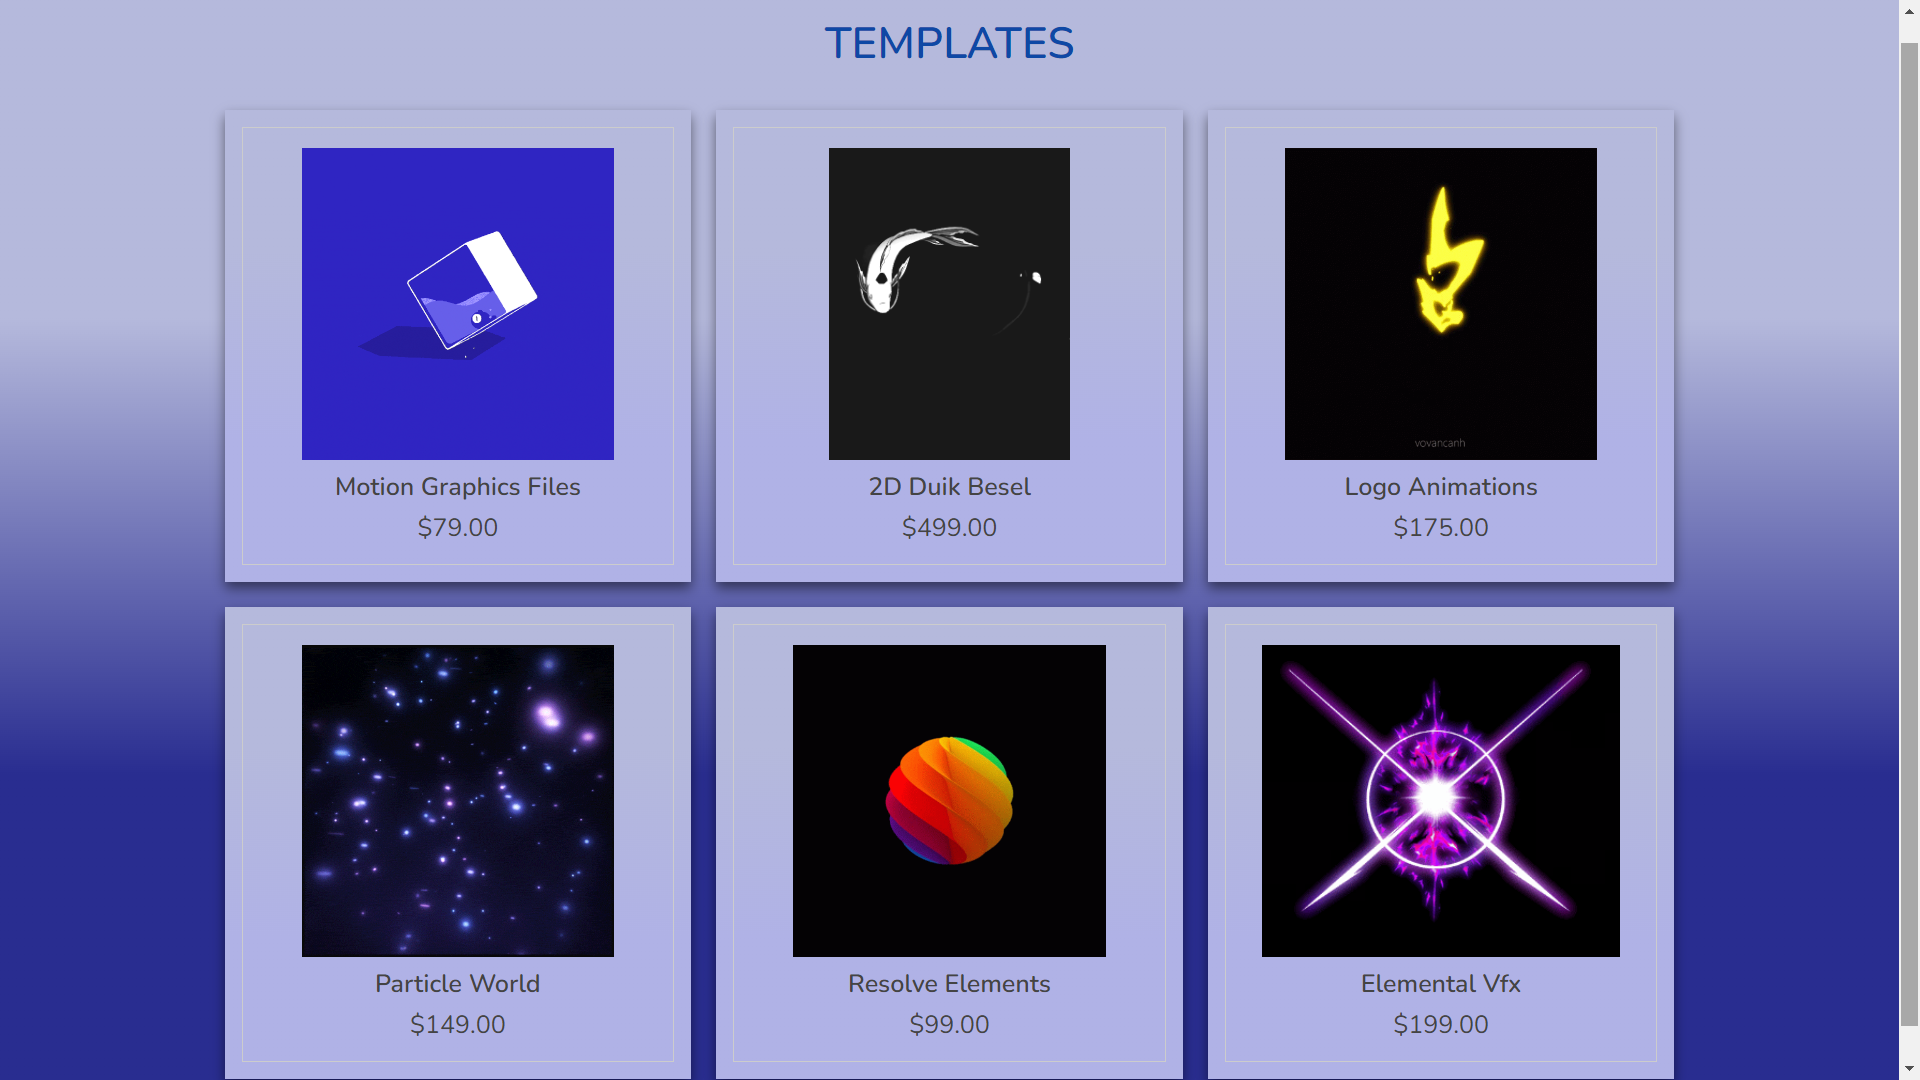 TEMPLATES
Motion Graphics Files
$79.00
2D Duik Besel
$499.00
vovancanh
Logo Animations
$175.00
Particle World
$149.00
Resolve Elements
$99.00
Elemental Vfx
$199.00